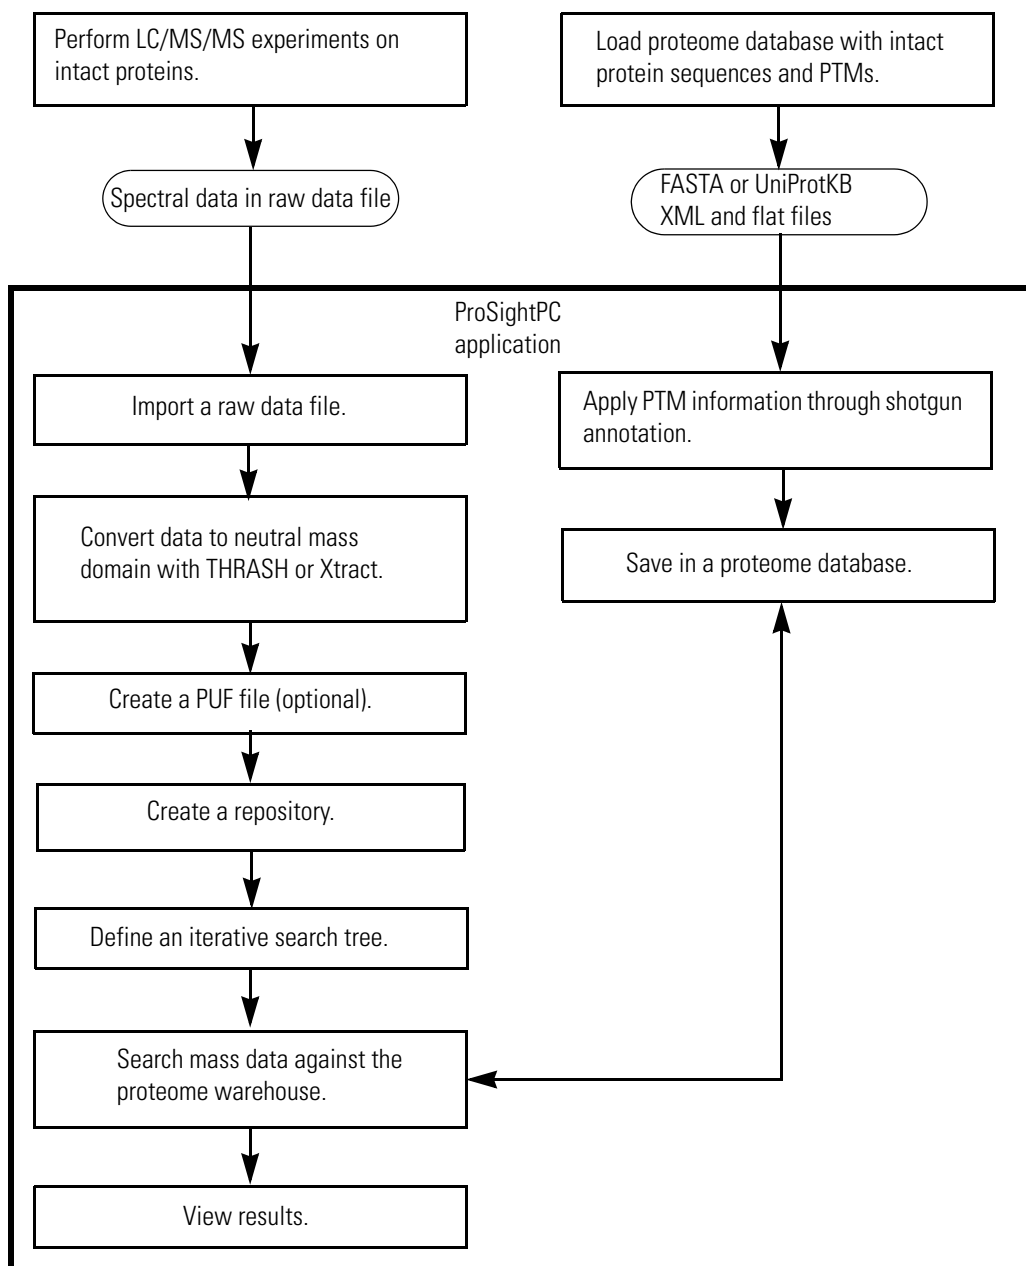 Perform LC/MS/MS experiments on
intact proteins.
Load proteome database with intact
protein sequences and PTMs.
Spectral data in raw data file
FASTA or UniProtKB
XML and flat files
ProSightPC
application
Import a raw data file.
Apply PTM information through shotgun
annotation.
Convert data to neutral mass
domain with THRASH or Xtract.
Save in a proteome database.
Create a PUF file (optional).
Create a repository.
Define an iterative search tree.
Search mass data against the
proteome warehouse.
View results.